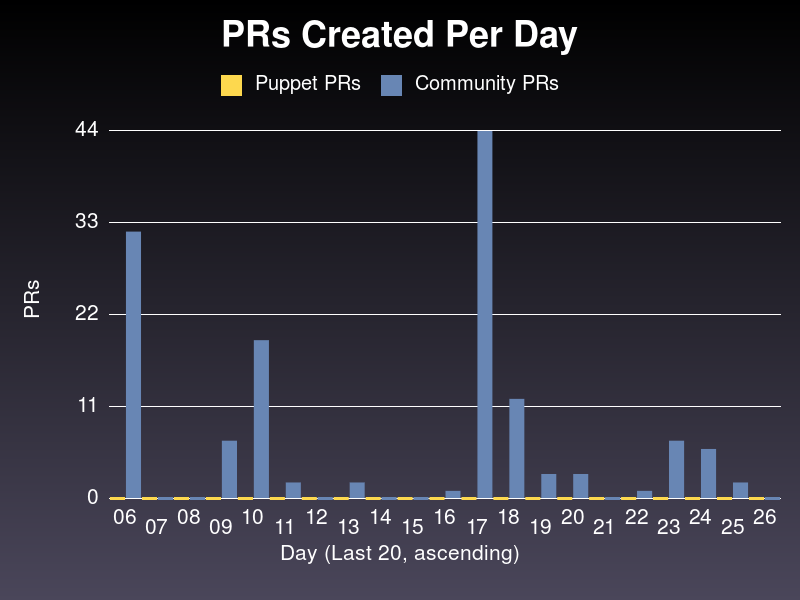 PRs Created Per Day
Puppet PRs Community PRs
44
33
22
11
0
PRs
06 07 08 09 10 11 12 13 14 15 16 17 18 19 20 21 22 23 24 25 26
Day (Last 20, ascending)